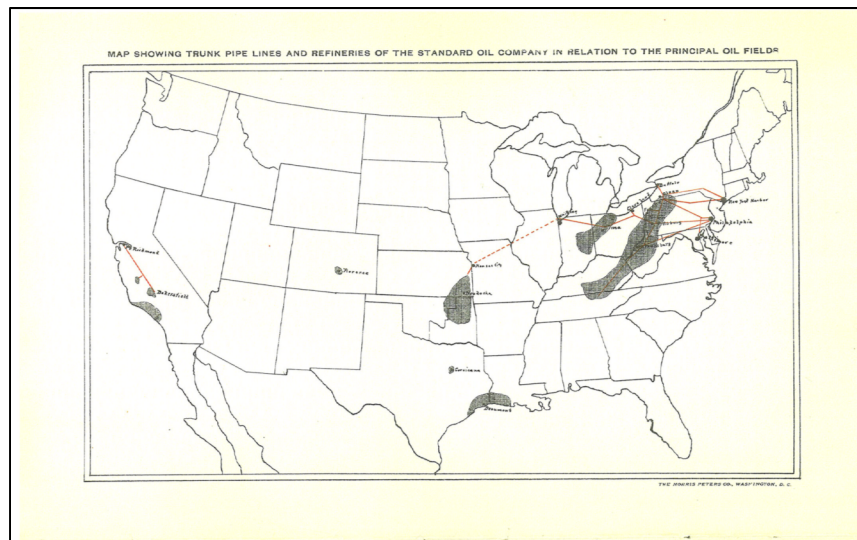 MAP SHOWING TRUNK PIPE LINES AND REFINERIES OF THE STANDARD OIL COMPANY IN RELATION TO THE PRINCIPAL OIL FIELDS
Buffalo
Olean
Cleveland
New York Harbor
Philadelphia
Whiting
Lima
Baltimore
Richmond
Kansas City
Florence
Bakersfield
Neodesha
Corsicana
Beaumont
THE NORRIS PETERS CO., WASHINGTON, D. C.